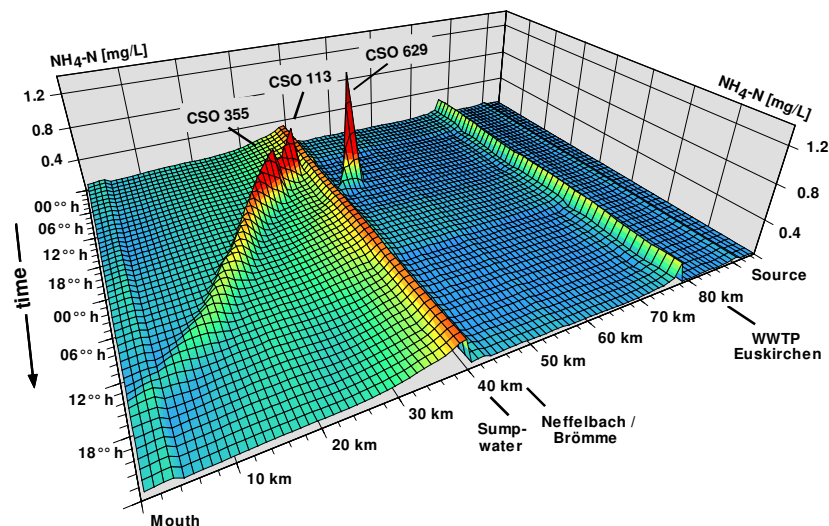 NH4-N [mg/L]
1.2
0.8
0.4
CSO 355
CSO 113
CSO 629
NH4-N [mg/L]
1.2
0.8
0.4
time
00°° h
06°° h
12°° h
18°° h
00°° h
06°° h
12°° h
18°° h
Mouth
10 km
20 km
30 km
40 km
50 km
60 km
70 km
80 km
Source
Sump-
water
Neffelbach /
Brömme
WWTP
Euskirchen